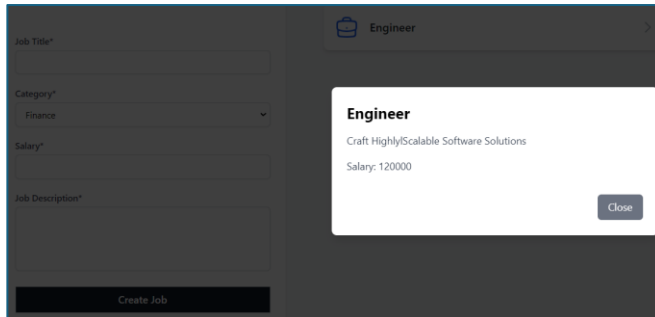 Job Title*
Category*
Finance
Salary*
Job Description*
Create Job
Engineer
Engineer
Craft HighlylScalable Software Solutions
Salary: 120000
Close